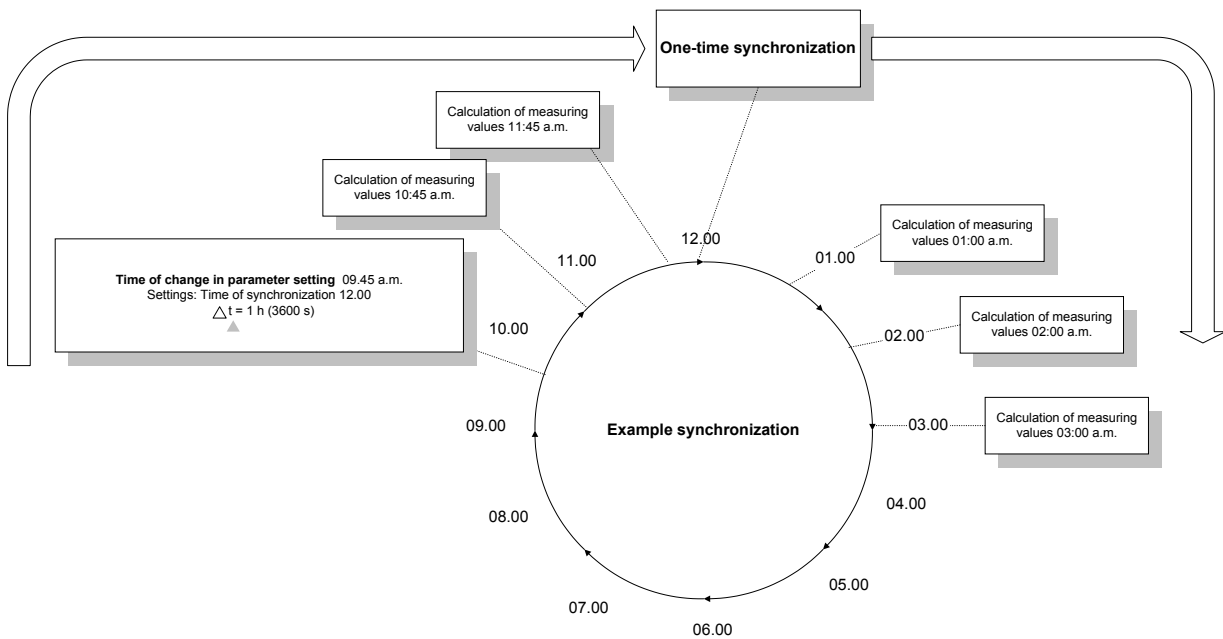 One-time synchronization
Calculation of measuring
values 11:45 a.m.
Calculation of measuring
values 10:45 a.m.
Time of change in parameter setting 09.45 a.m.
Settings: Time of synchronization 12.00
△ t = 1 h (3600 s)
Calculation of measuring
values 01:00 a.m.
Calculation of measuring
values 02:00 a.m.
Calculation of measuring
values 03:00 a.m.
12.00
01.00
02.00
03.00
04.00
05.00
06.00
07.00
08.00
09.00
10.00
11.00
Example synchronization